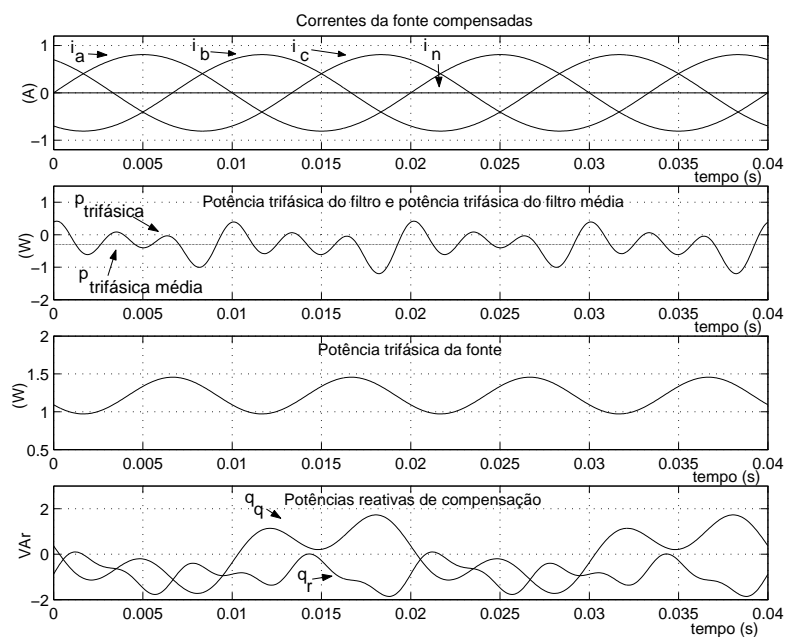 Correntes da fonte compensadas
i a
i b
i c
i n
(A)
1
0
−1
0 0.005 0.01 0.015 0.02 0.025 0.03 0.035 0.04
tempo (s)
Potência trifásica do filtro e potência trifásica do filtro média
p trifásica
p trifásica média
(W)
1
0
−1
−2
0 0.005 0.01 0.015 0.02 0.025 0.03 0.035 0.04
tempo (s)
Potência trifásica da fonte
(W)
2
1.5
1
0.5
0 0.005 0.01 0.015 0.02 0.025 0.03 0.035 0.04
tempo (s)
Potências reativas de compensação
q q
q r
VAr
2
0
−2
0 0.005 0.01 0.015 0.02 0.025 0.03 0.035 0.04
tempo (s)